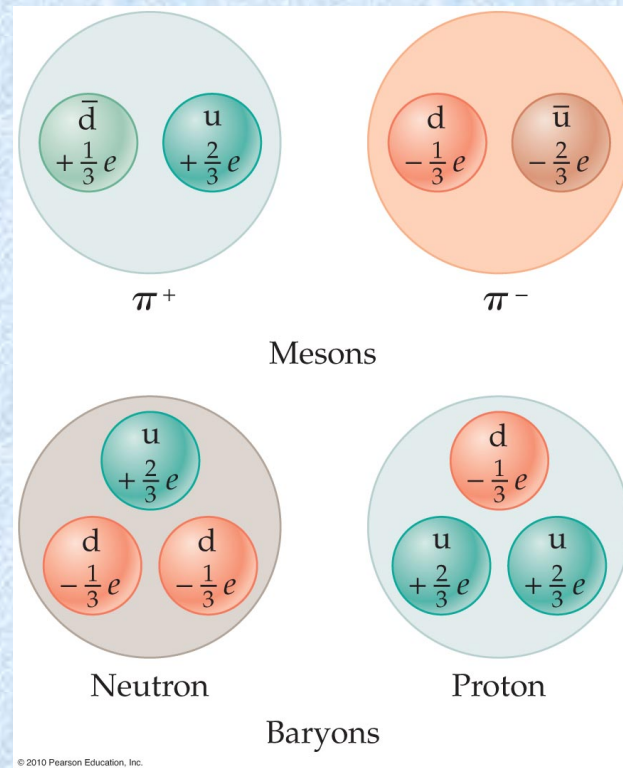 d̄ u d ū
+1/3 e +2/3 e −1/3 e −2/3 e
π⁺ π⁻
Mesons
u d
+2/3 e −1/3 e
d d u u
−1/3 e −1/3 e +2/3 e +2/3 e
Neutron Proton
Baryons
© 2010 Pearson Education, Inc.